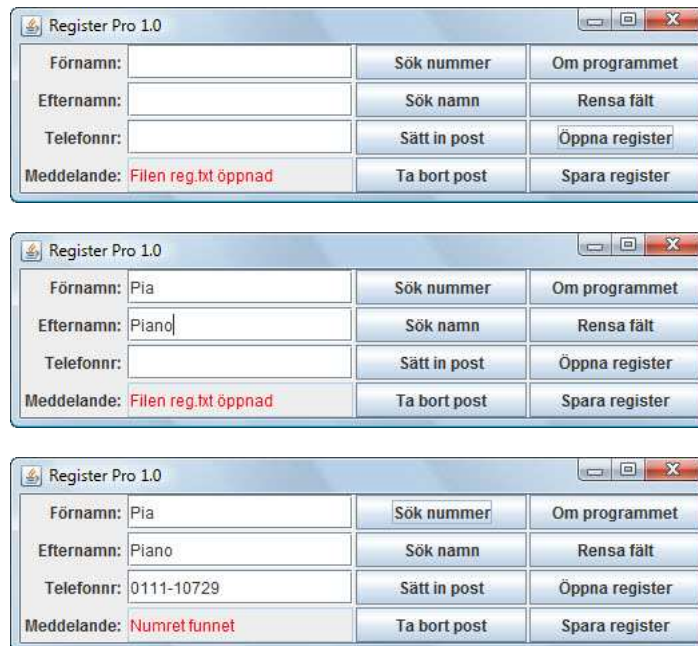 Register Pro 1.0
Förnamn: Sök nummer Om programmet
Efternamn: Sök namn Rensa fält
Telefonnr: Sätt in post Öppna register
Meddelande: Filen reg.txt öppnad Ta bort post Spara register
Register Pro 1.0
Förnamn: Pia Sök nummer Om programmet
Efternamn: Piano Sök namn Rensa fält
Telefonnr: Sätt in post Öppna register
Meddelande: Filen reg.txt öppnad Ta bort post Spara register
Register Pro 1.0
Förnamn: Pia Sök nummer Om programmet
Efternamn: Piano Sök namn Rensa fält
Telefonnr: 0111-10729 Sätt in post Öppna register
Meddelande: Numret funnet Ta bort post Spara register